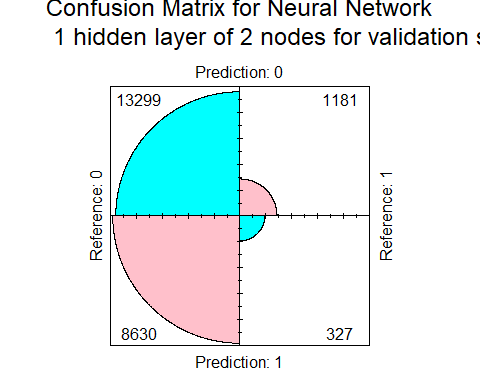 Confusion Matrix for Neural Network
1 hidden layer of 2 nodes for validation
Prediction: 0
13299
1181
Reference: 0
Reference: 1
8630
327
Prediction: 1